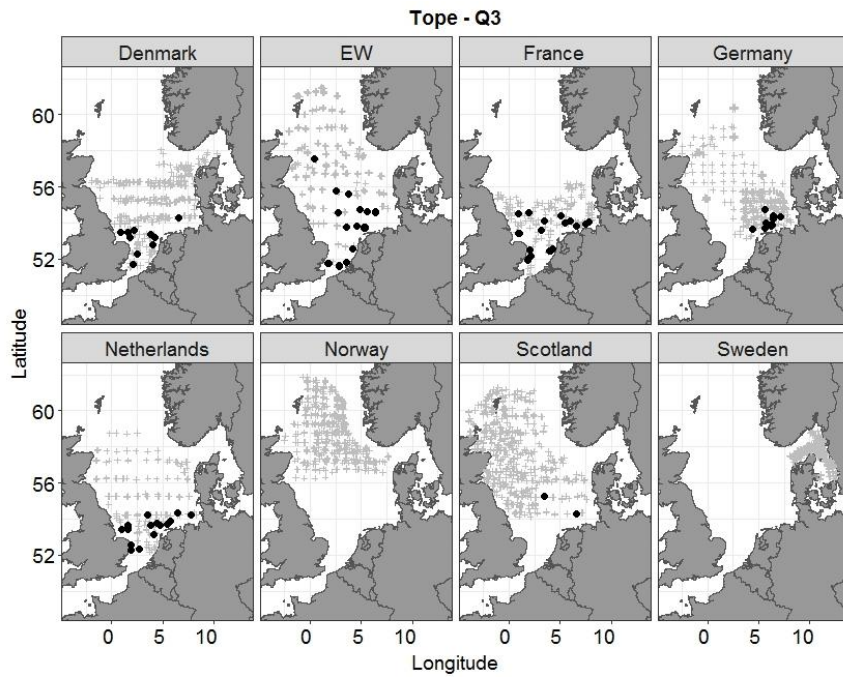 Tope - Q3
Denmark EW France Germany
60
56
52
Netherlands Norway Scotland Sweden
60
56
52
0 5 10 0 5 10 0 5 10 0 5 10
Latitude
Longitude